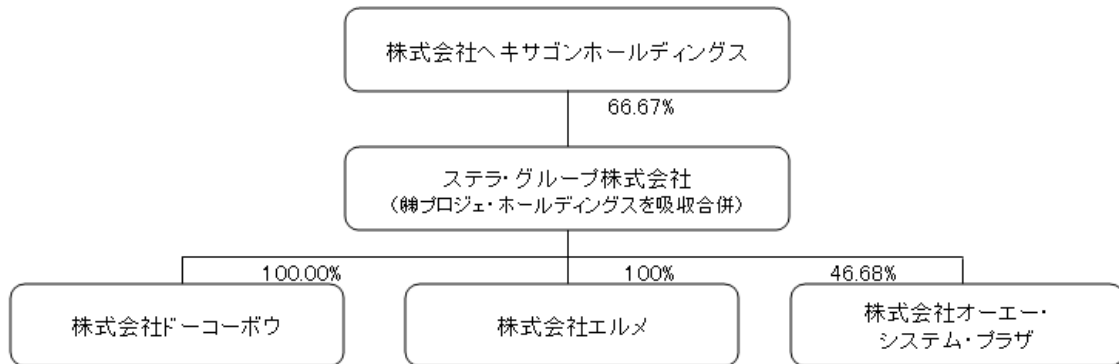 株式会社ヘキサゴンホールディングス
66.67%
ステラ・グループ株式会社
（㈱プロジェ・ホールディングスを吸収合併）
100.00%
100%
46.68%
株式会社ドーコーボウ
株式会社エルメ
株式会社オーエー・
システム・プラザ